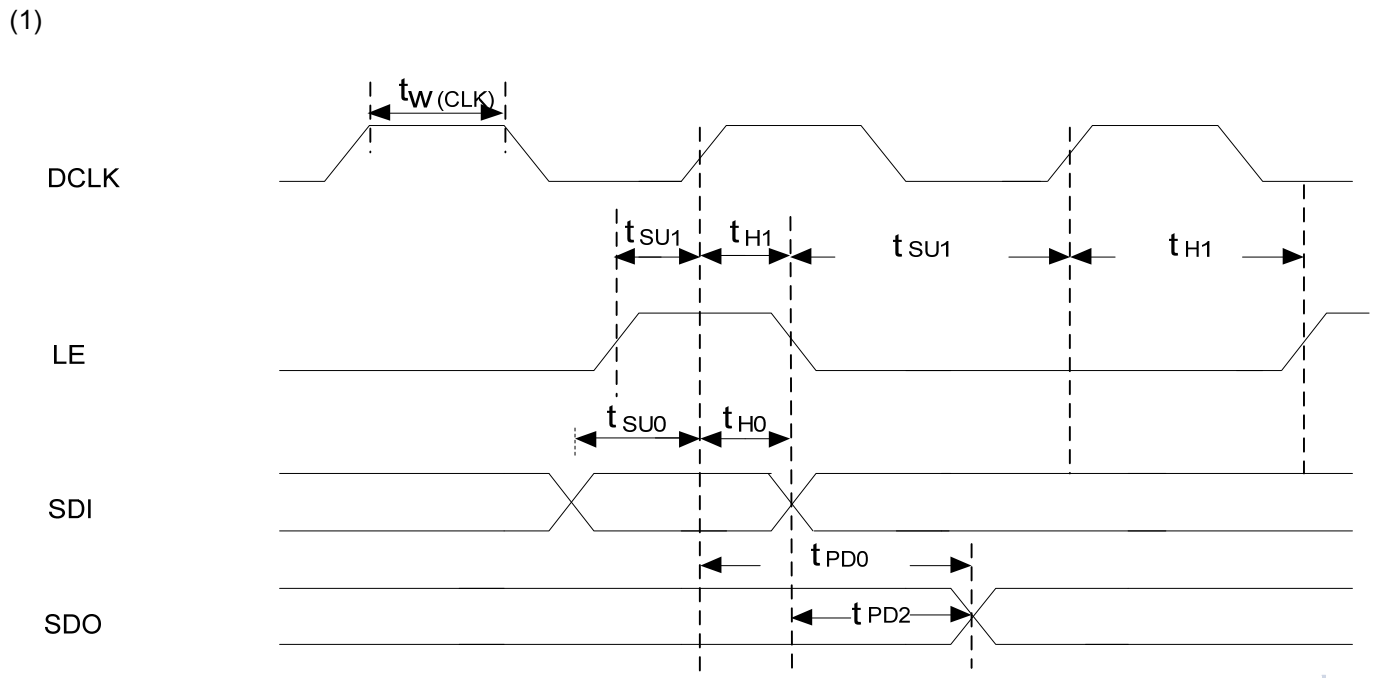 (1)
tW(CLK)
DCLK
tSU1 tH1 tSU1 tH1
LE
tSU0 tH0
SDI
tPD0
SDO
tPD2